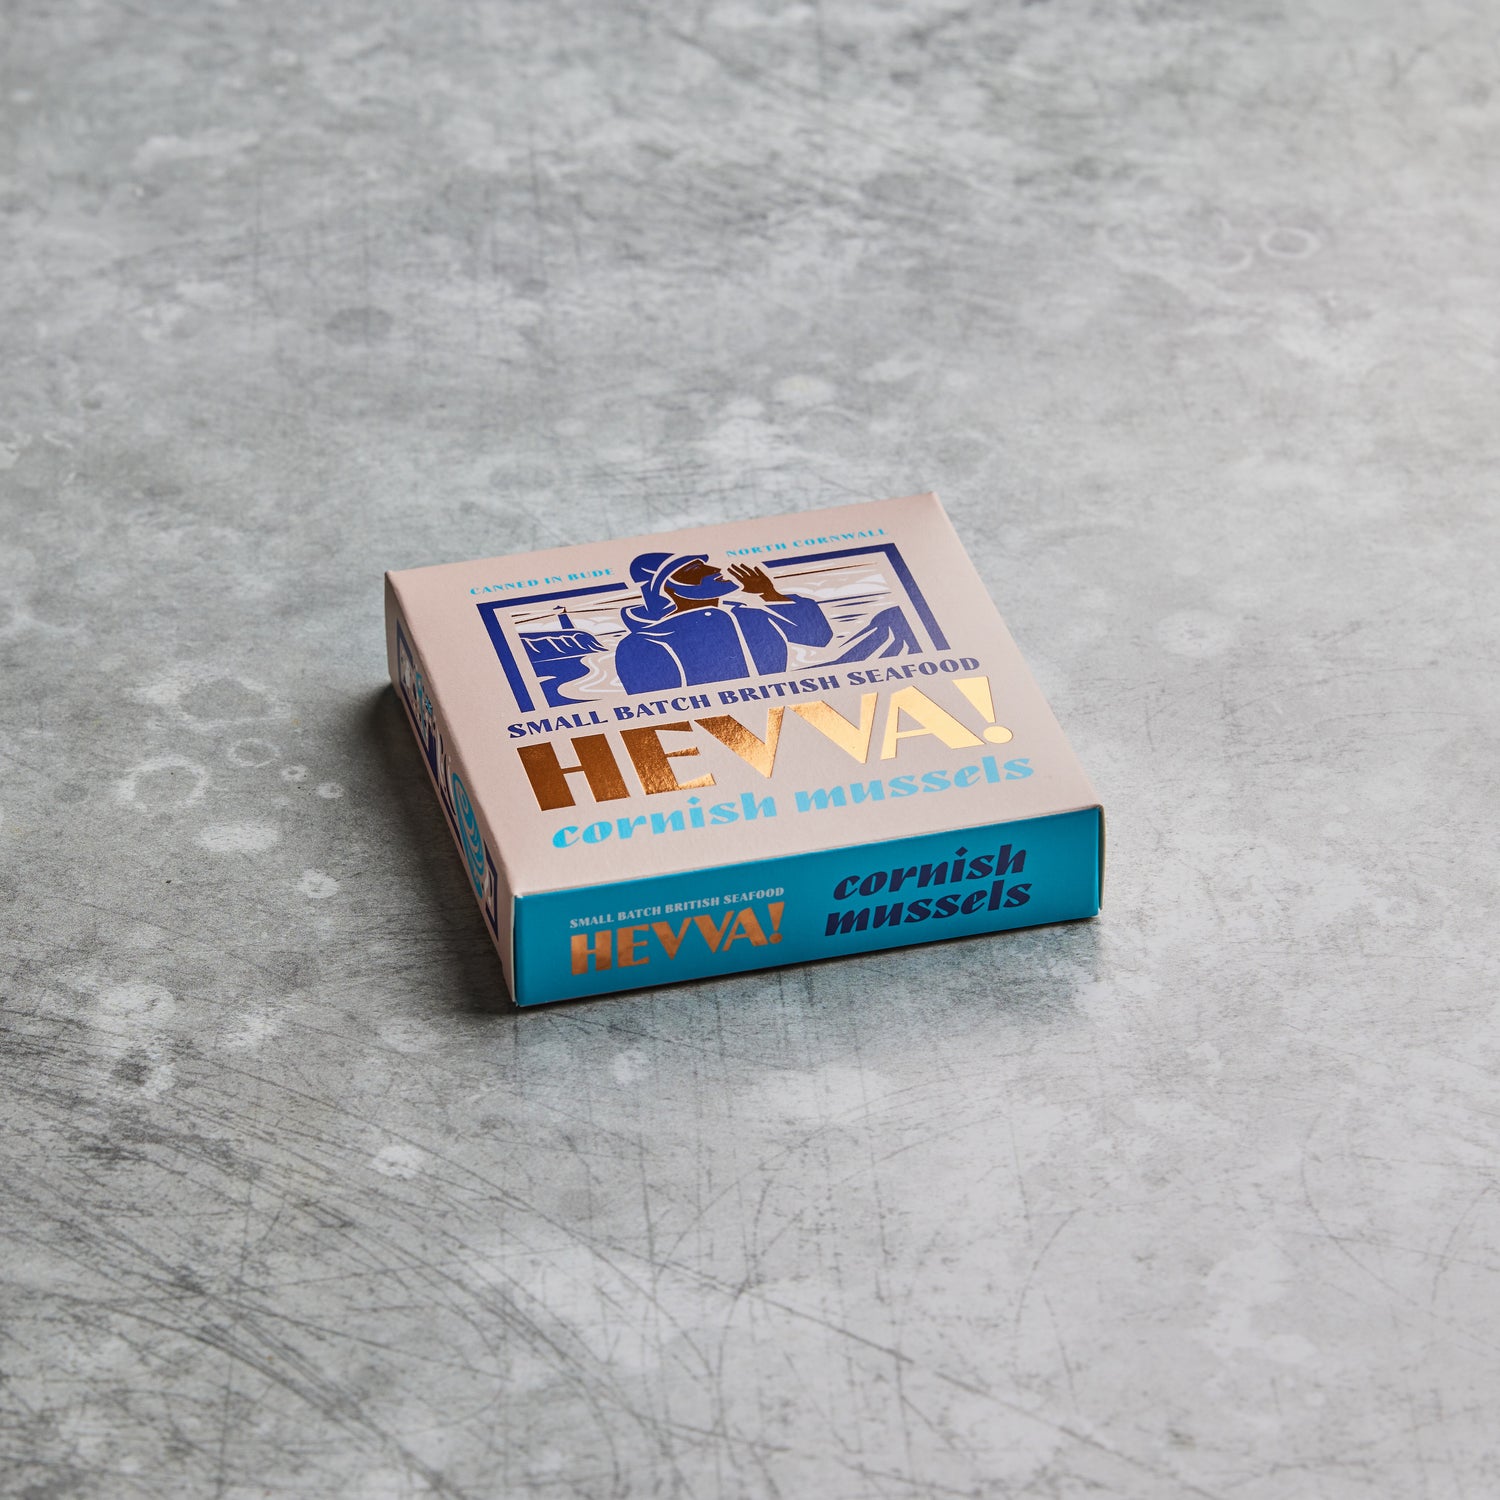 CANNED IN BUDE
NORTH CORNWALL
SMALL BATCH BRITISH SEAFOOD
HEVVA!
cornish mussels
SMALL BATCH BRITISH SEAFOOD
HEVVA!
cornish
mussels